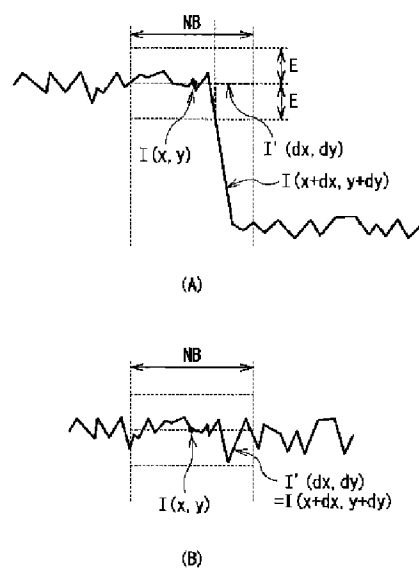 NB
E
E
I(x, y)
I'(dx, dy)
I(x+dx, y+dy)
(A)
NB
I(x, y)
I'(dx, dy)
=I(x+dx, y+dy)
(B)